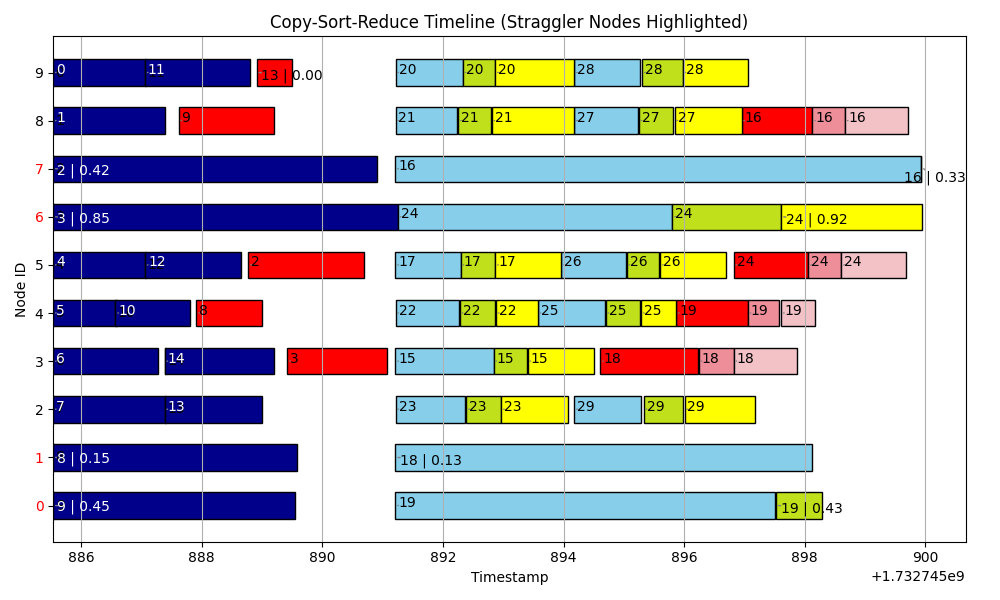 Copy-Sort-Reduce Timeline (Straggler Nodes Highlighted)
9 0 11 13 | 0.00 20 20 20 28 28 28
8 1 9 21 21 21 27 27 27 16 16 16
7 2 | 0.42 16 16 | 0.33
6 3 | 0.85 24 24 24 | 0.92
5 4 12 2 17 17 17 26 26 26 24 24 24
4 5 10 8 22 22 22 25 25 25 19 19 19
3 6 14 3 15 15 15 18 18 18
2 7 13 23 23 23 29 29 29
1 8 | 0.15 18 | 0.13
0 9 | 0.45 19 19 | 0.43
Node ID
886 888 890 892 894 896 898 900
Timestamp
+1.732745e9